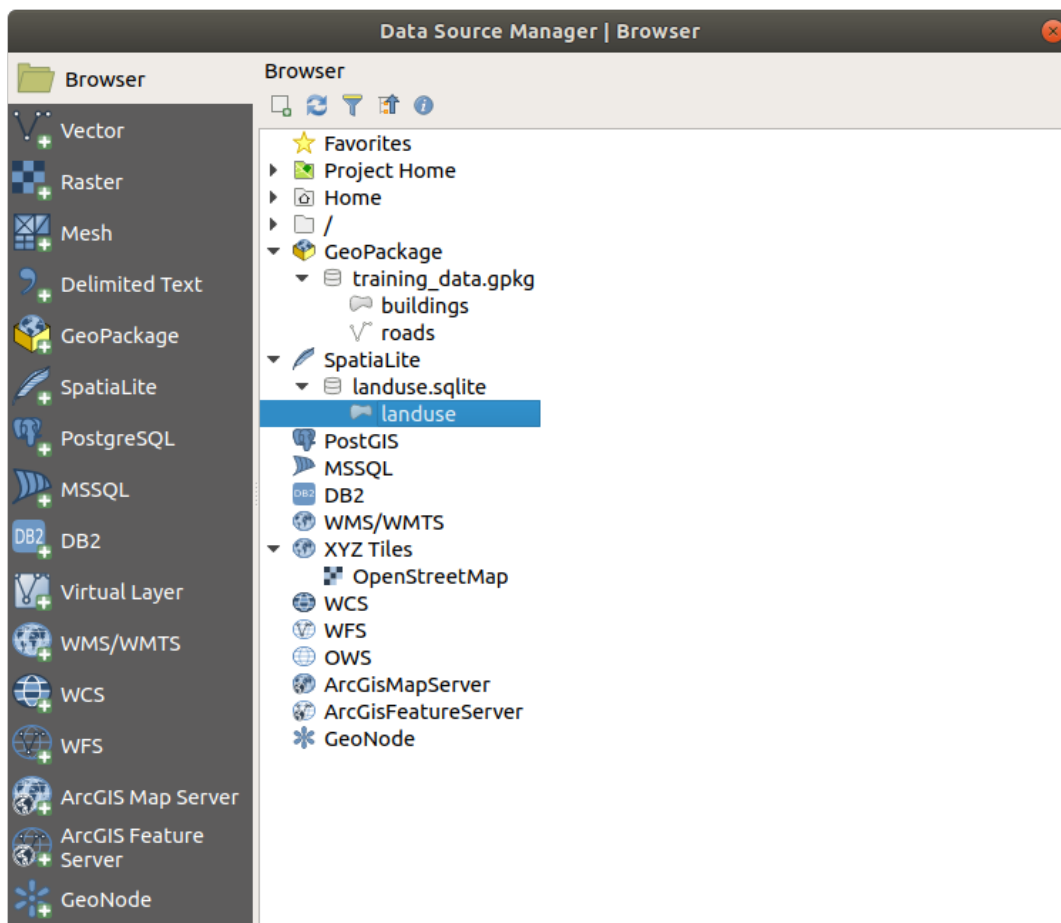 Data Source Manager | Browser
Browser
Vector
Raster
Mesh
Delimited Text
GeoPackage
SpatiaLite
PostgreSQL
MSSQL
DB2
DB2
Virtual Layer
WMS/WMTS
WCS
WFS
ArcGIS Map Server
ArcGIS Feature
Server
GeoNode
Browser
Favorites
Project Home
Home
/
GeoPackage
training_data.gpkg
buildings
roads
SpatiaLite
landuse.sqlite
landuse
PostGIS
MSSQL
DB2 DB2
WMS/WMTS
XYZ Tiles
OpenStreetMap
WCS
WFS
OWS
ArcGisMapServer
ArcGisFeatureServer
GeoNode